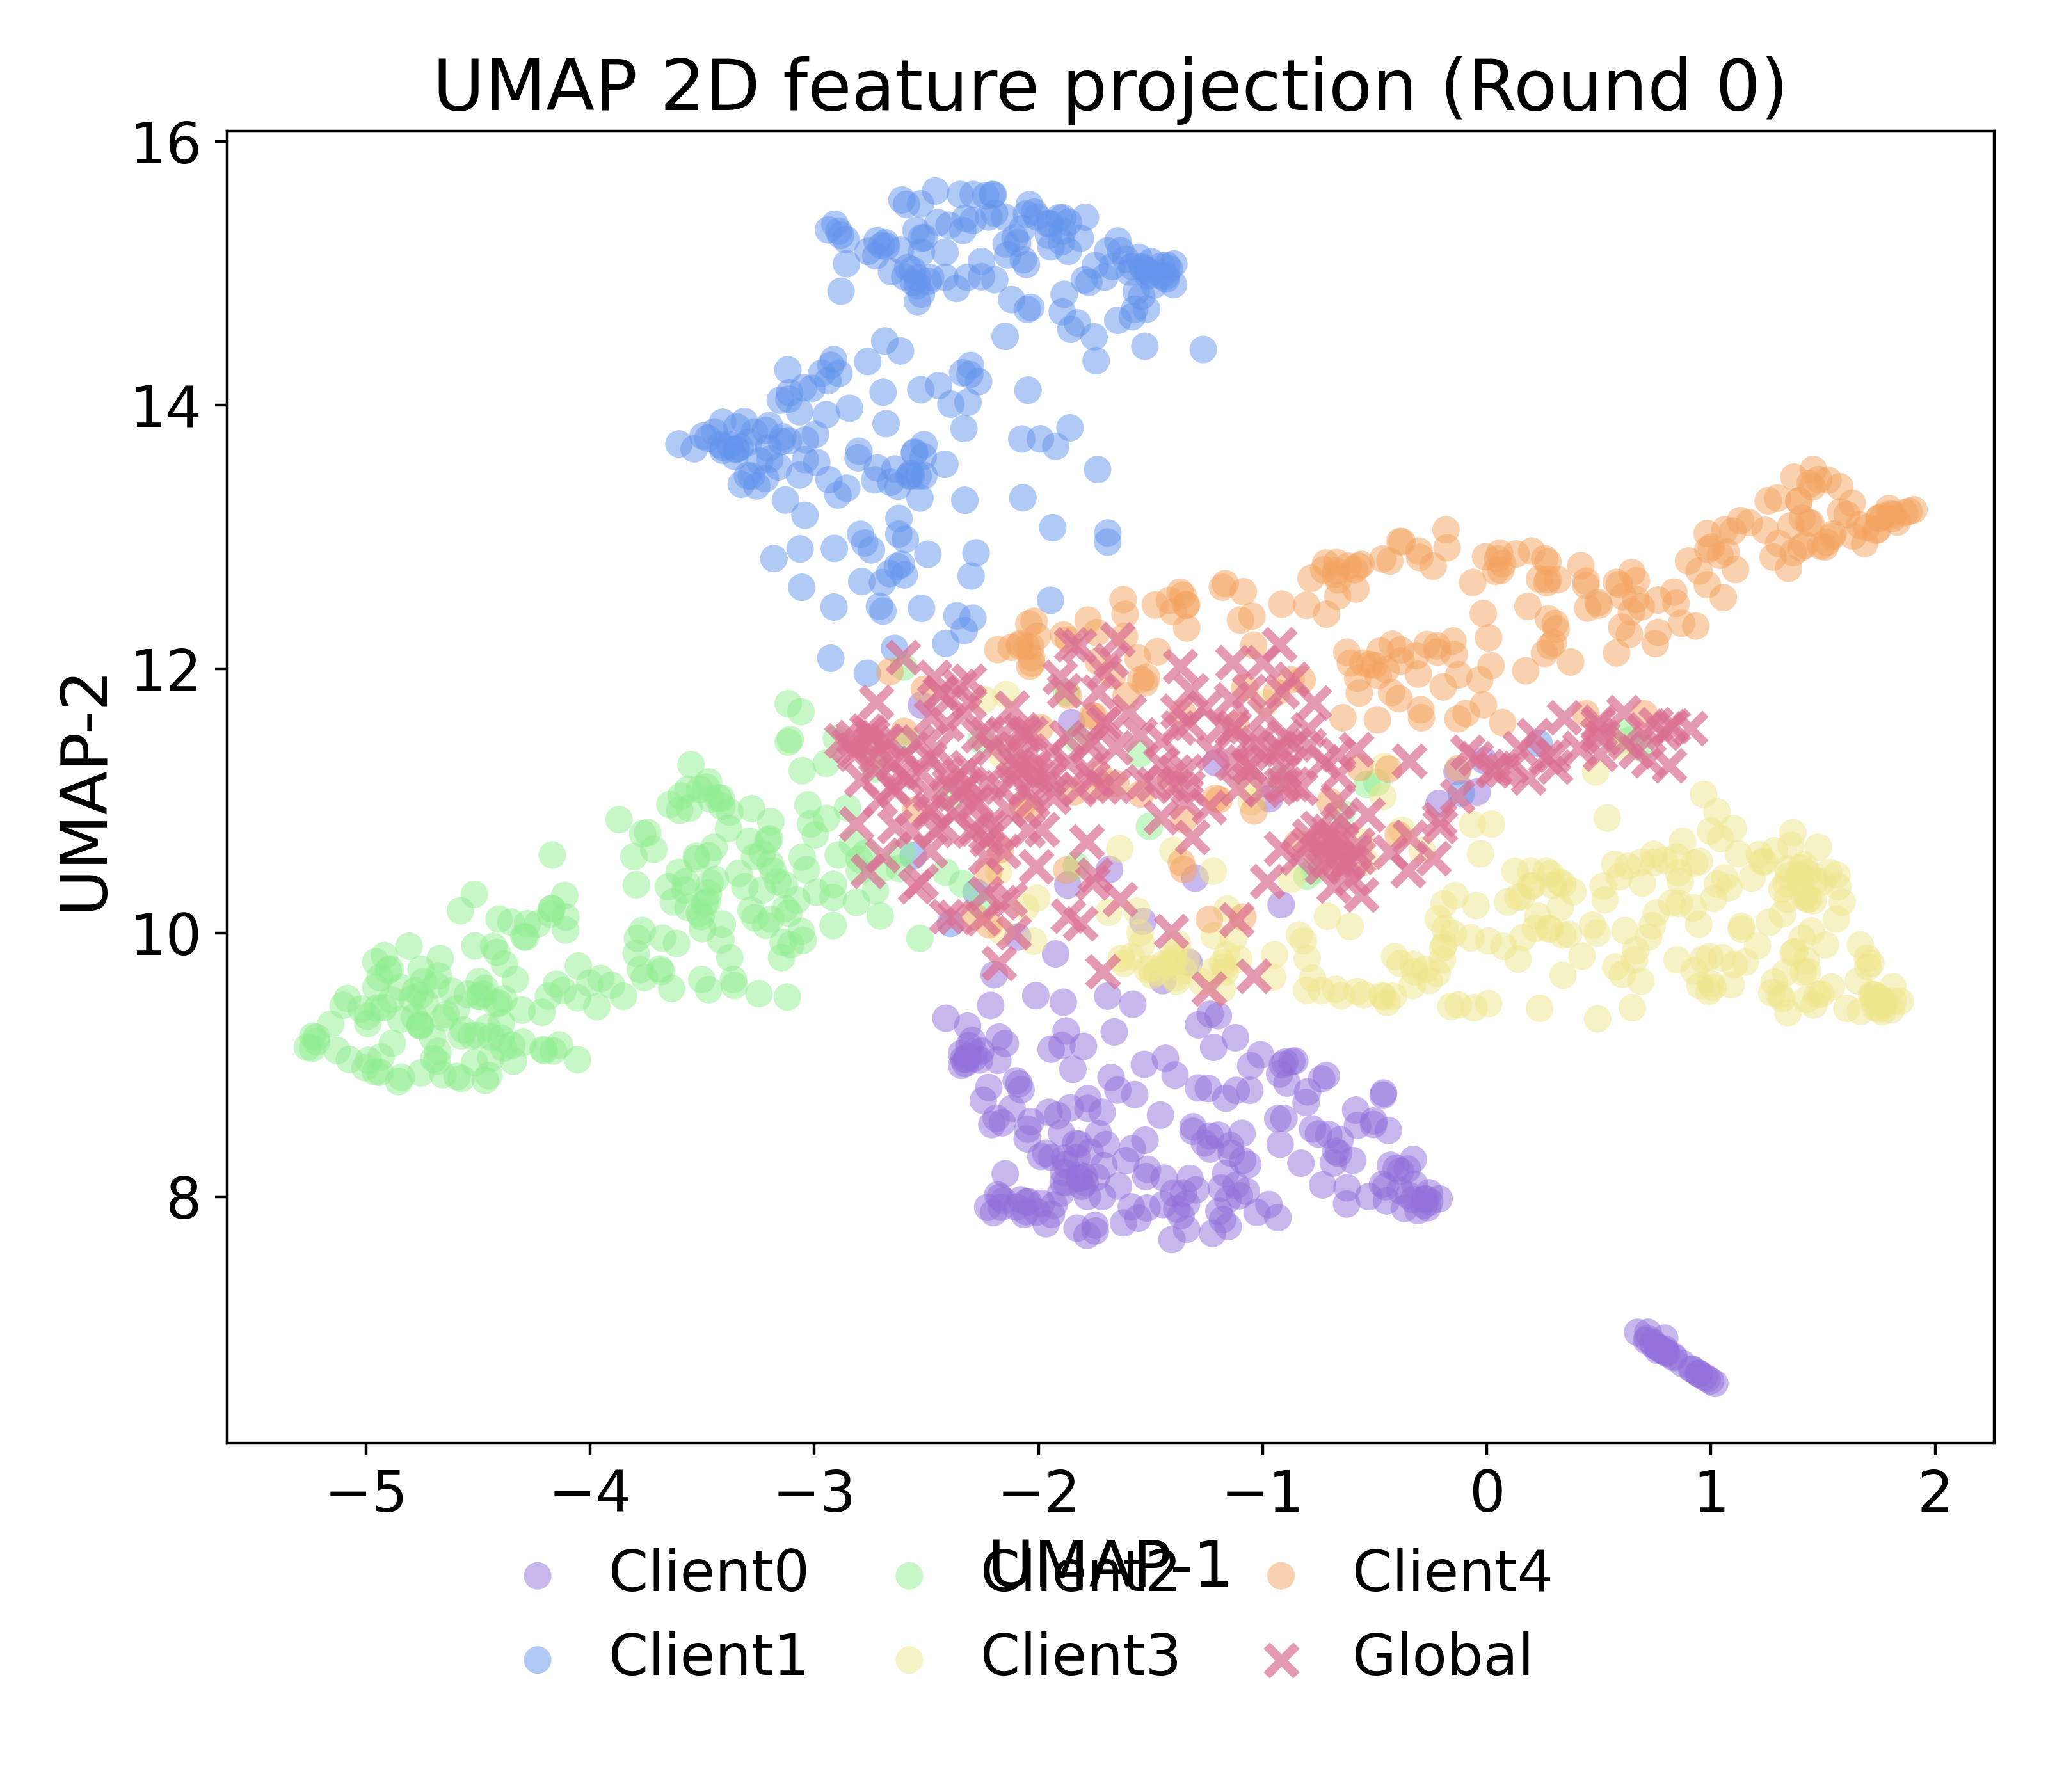 UMAP 2D feature projection (Round 0)
16
14
12
10
8
UMAP-2
−5 −4 −3 −2 −1 0 1 2
UMAP-1
Client0 Client2 Client4
Client1 Client3 Global